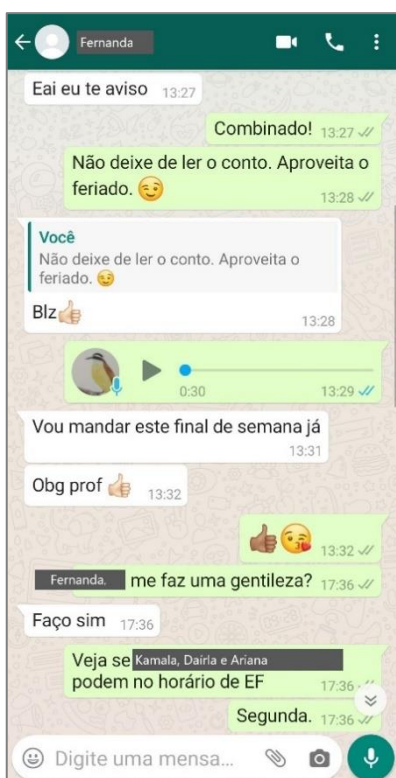 Fernanda
Eai eu te aviso 13:27
Combinado! 13:27
Não deixe de ler o conto. Aproveita o
feriado. 😉
13:28
Você
Não deixe de ler o conto. Aproveita o
feriado. 😉
Blz👍🏼
13:28
0:30 13:29
Vou mandar este final de semana já
13:31
Obg prof 👍🏼 13:32
👍🏾😘 13:32
Fernanda, me faz uma gentileza? 17:36
Faço sim 17:36
Veja se Kamala, Dairla e Ariana
podem no horário de EF 17:36
Segunda. 17:36
Digite uma mensa...